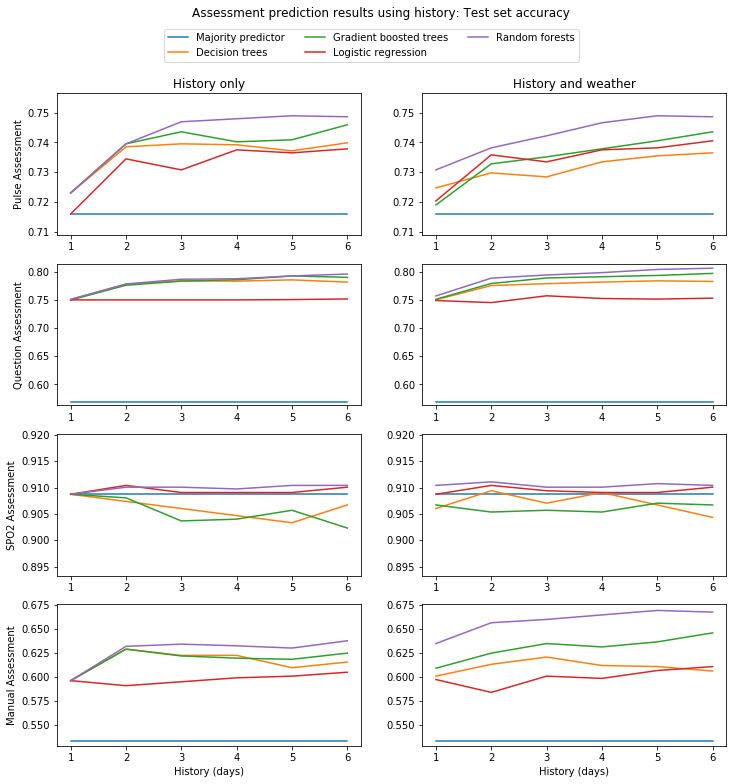 Assessment prediction results using history: Test set accuracy
Majority predictor Gradient boosted trees Random forests
Decision trees Logistic regression
History only History and weather
Pulse Assessment
0.75 0.75
0.74 0.74
0.73 0.73
0.72 0.72
0.71 0.71
1 2 3 4 5 6 1 2 3 4 5 6
Question Assessment
0.80 0.80
0.75 0.75
0.70 0.70
0.65 0.65
0.60 0.60
1 2 3 4 5 6 1 2 3 4 5 6
SPO2 Assessment
0.920 0.920
0.915 0.915
0.910 0.910
0.905 0.905
0.900 0.900
0.895 0.895
1 2 3 4 5 6 1 2 3 4 5 6
Manual Assessment
0.675 0.675
0.650 0.650
0.625 0.625
0.600 0.600
0.575 0.575
0.550 0.550
1 2 3 4 5 6 1 2 3 4 5 6
History (days) History (days)